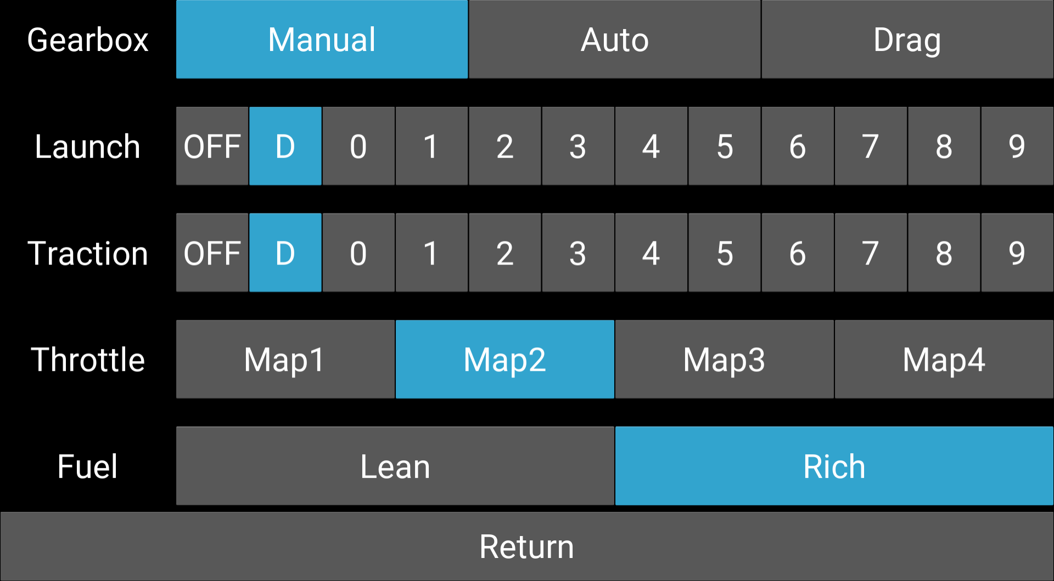 Gearbox Manual Auto Drag
Launch OFF D 0 1 2 3 4 5 6 7 8 9
Traction OFF D 0 1 2 3 4 5 6 7 8 9
Throttle Map1 Map2 Map3 Map4
Fuel Lean Rich
Return